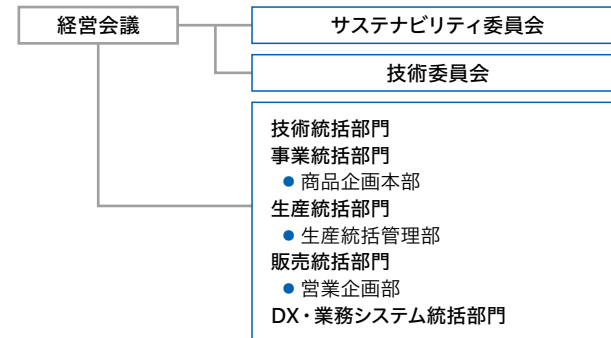 経営会議
サステナビリティ委員会
技術委員会
技術統括部門
事業統括部門
● 商品企画本部
生産統括部門
● 生産統括管理部
販売統括部門
● 営業企画部
DX・業務システム統括部門